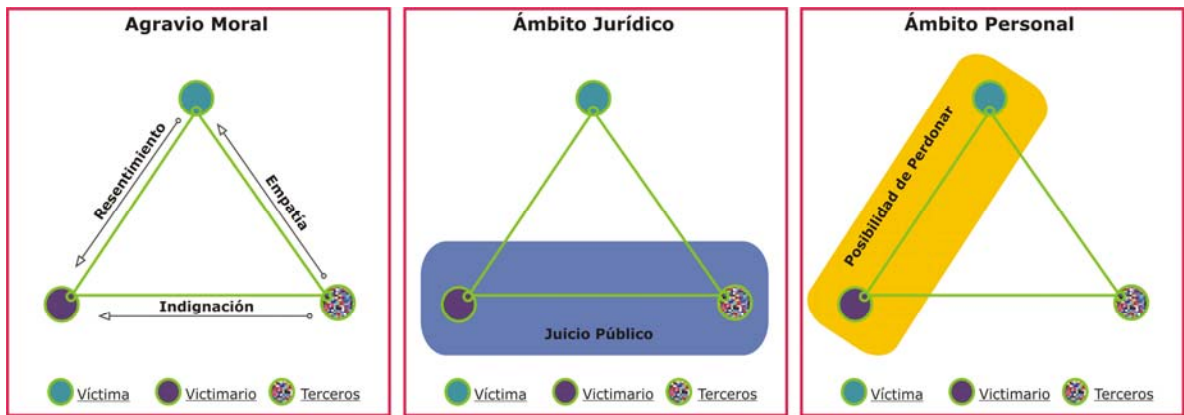 Agravio Moral
Resentimiento
Empatía
Indignación
Víctima Victimario Terceros
Ámbito Jurídico
Juicio Público
Víctima Victimario Terceros
Ámbito Personal
Posibilidad de Perdonar
Víctima Victimario Terceros